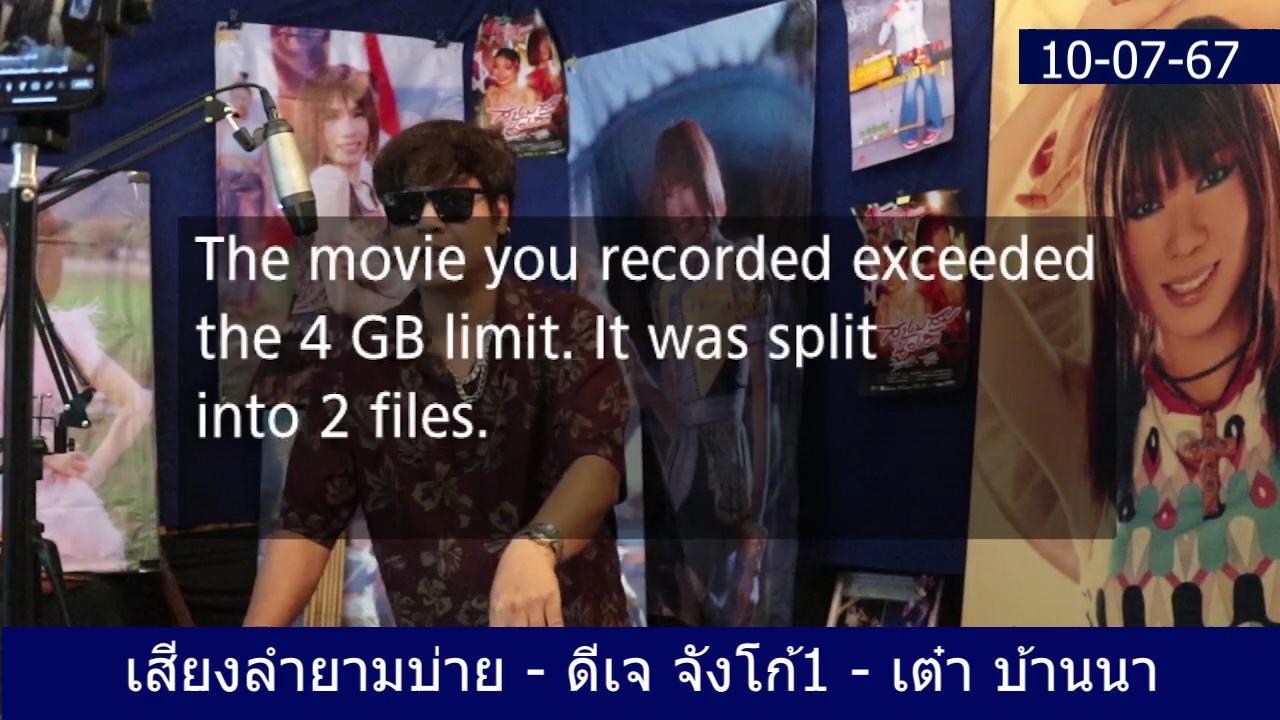 10-07-67
The movie you recorded exceeded
the 4 GB limit. It was split
into 2 files.
เสียงลำยามบ่าย - ดีเจ จังโก้1 - เต๋า บ้านนา